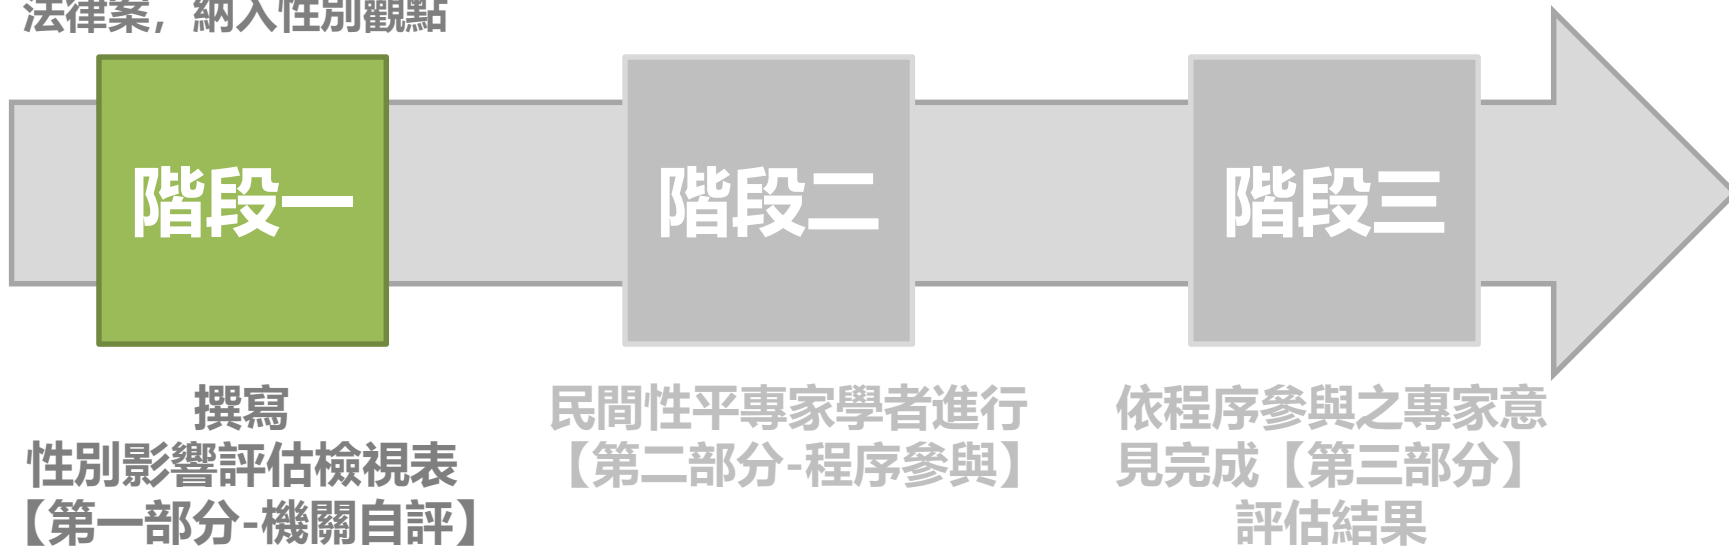 法律案，納入性別觀點
階段一
階段二
階段三
撰寫
性別影響評估檢視表
【第一部分-機關自評】
民間性平專家學者進行
【第二部分-程序參與】
依程序參與之專家意
見完成【第三部分】
評估結果